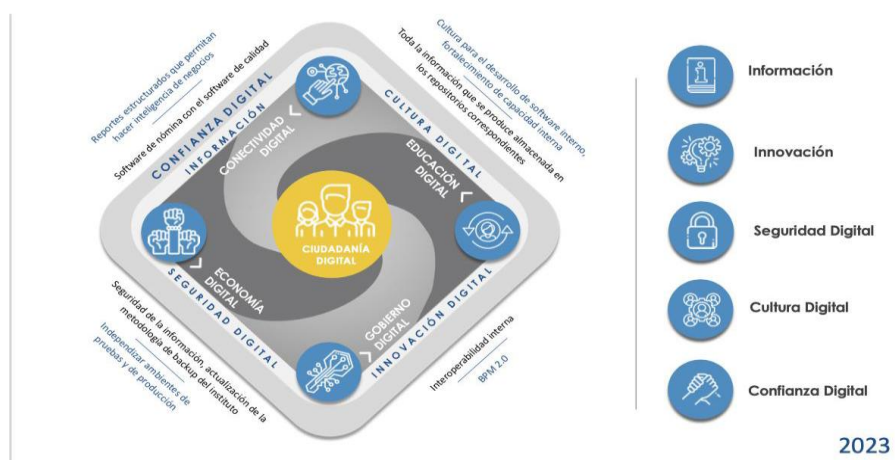 Reportes estructurados que permitan
hacer inteligencia de negocios
Software de nómina con el software de calidad
CONFIANZA DIGITAL
INFORMACIÓN
Cultura para el desarrollo de software interno,
fortalecimiento de capacidad interna
Toda la información que se produce almacenada en
los repositorios correspondientes
CULTURA DIGITAL
CONECTIVIDAD
DIGITAL
EDUCACIÓN
DIGITAL
CIUDADANÍA
DIGITAL
ECONOMÍA
DIGITAL
GOBIERNO
DIGITAL
SEGURIDAD DIGITAL
Seguridad de la información, actualización de la
metodología de backup del instituto
Independizar ambientes de
pruebas y de producción
INNOVACIÓN DIGITAL
Interoperabilidad interna
BPM 2.0
Información
Innovación
Seguridad Digital
Cultura Digital
Confianza Digital
2023